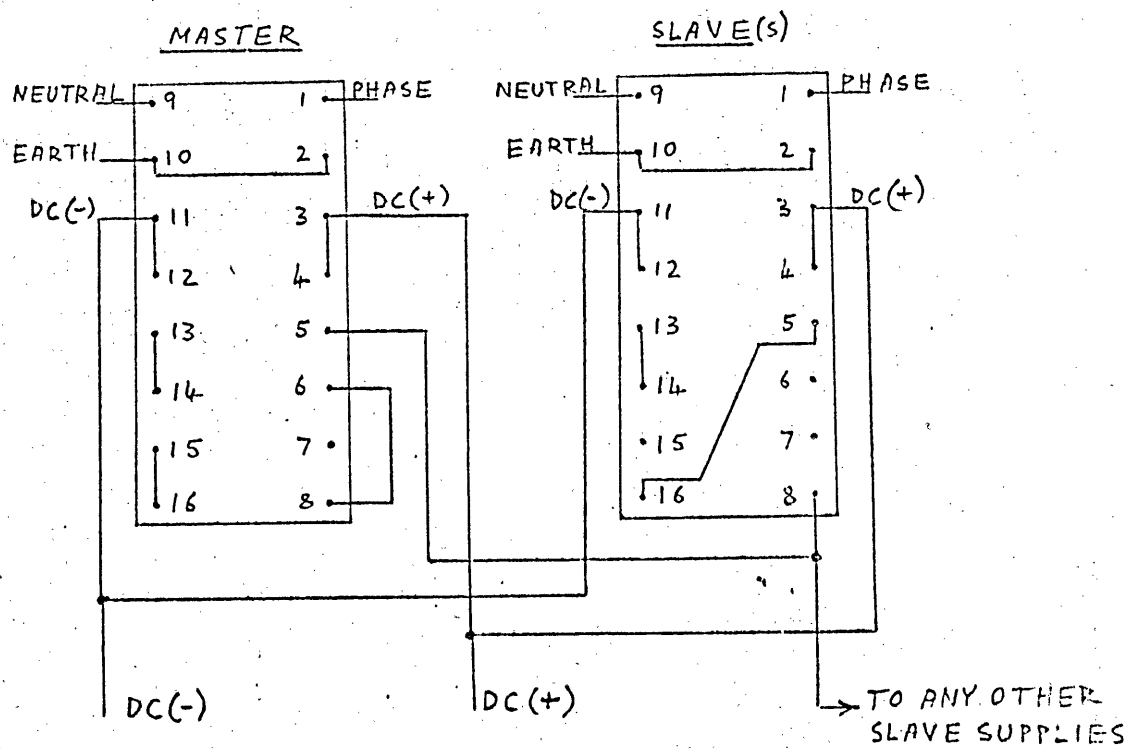 MASTER
SLAVE(S)
NEUTRAL 9 1 PHASE
EARTH 10 2
DC(-) 11 3 DC(+)
12 4
13 5
14 6
15 7
16 8
NEUTRAL 9 1 PHASE
EARTH 10 2
DC(-) 11 3 DC(+)
12 4
13 5
14 6
15 7
16 8
DC(-)
DC(+)
TO ANY OTHER
SLAVE SUPPLIES